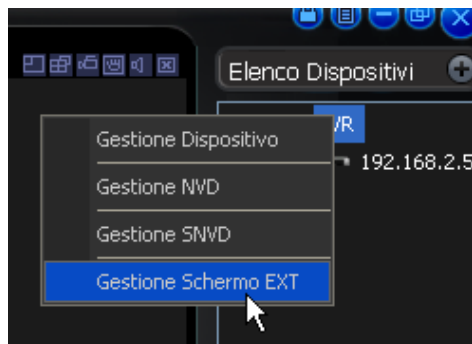 Elenco Dispositivi
VR
192.168.2.5
Gestione Dispositivo
Gestione NVD
Gestione SNVD
Gestione Schermo EXT